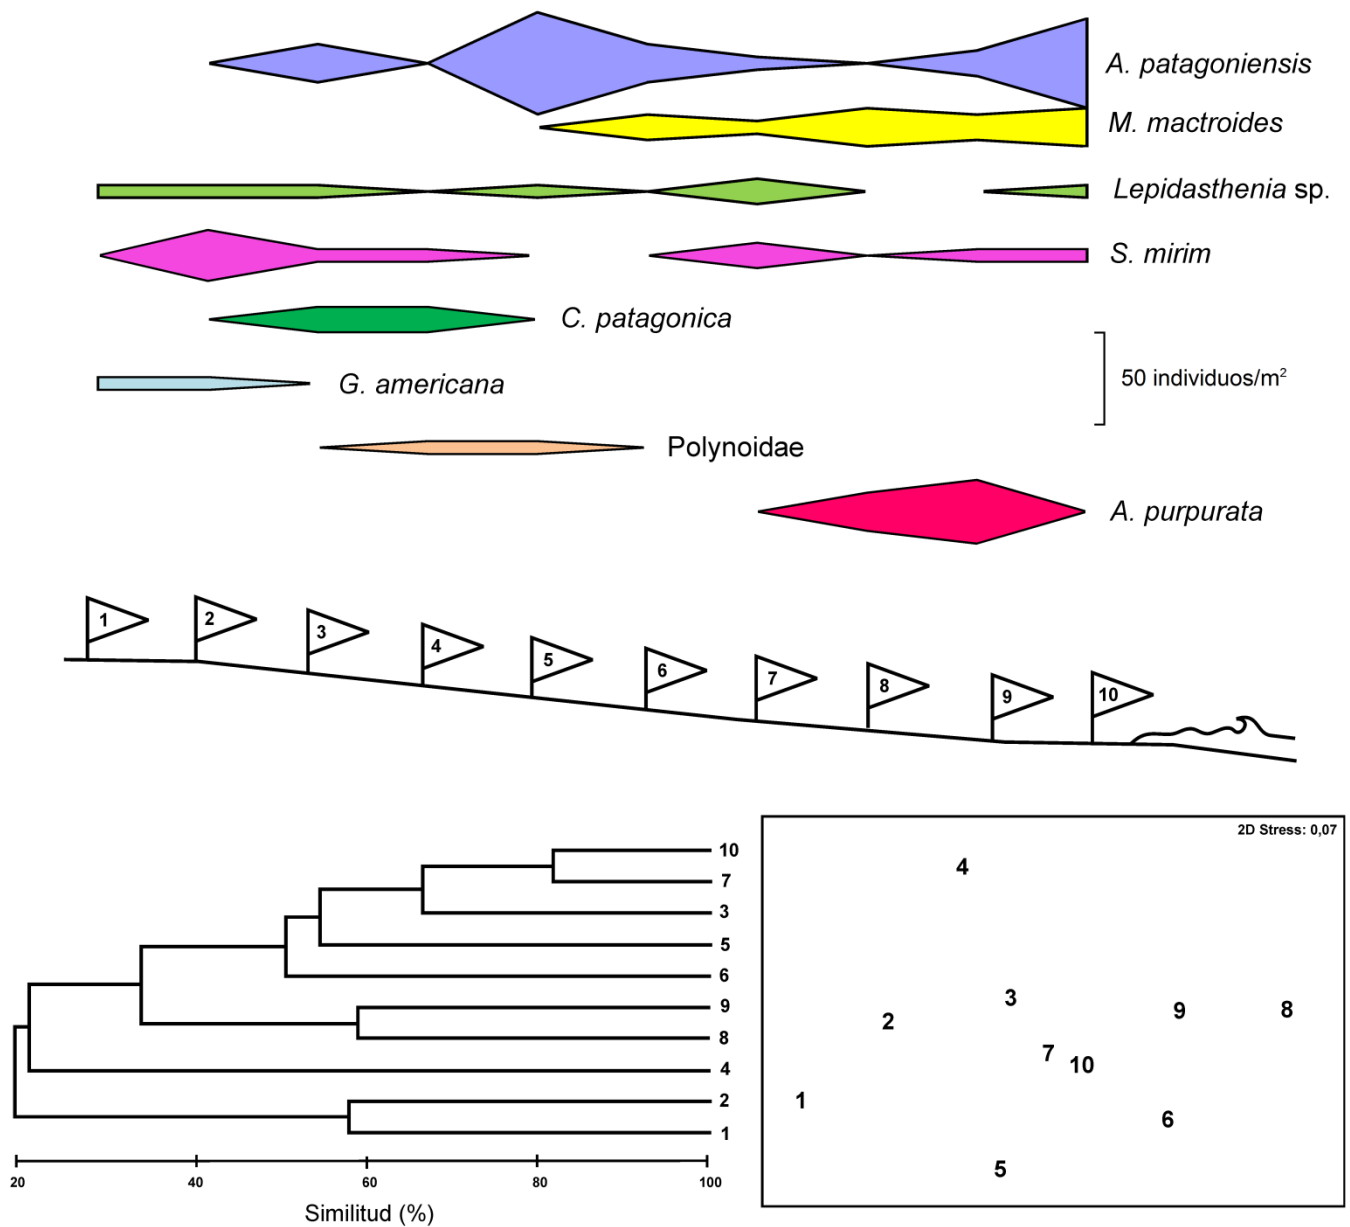 A. patagoniensis
M. mactroides
Lepidasthenia sp.
S. mirim
C. patagonica
50 individuos/m²
G. americana
Polynoidae
A. purpurata
1
2
3
4
5
6
7
8
9
10
10
7
3
5
6
9
8
4
2
1
20 40 60 80 100
Similitud (%)
2D Stress: 0,07
4
3
2
9
8
7
10
1
6
5